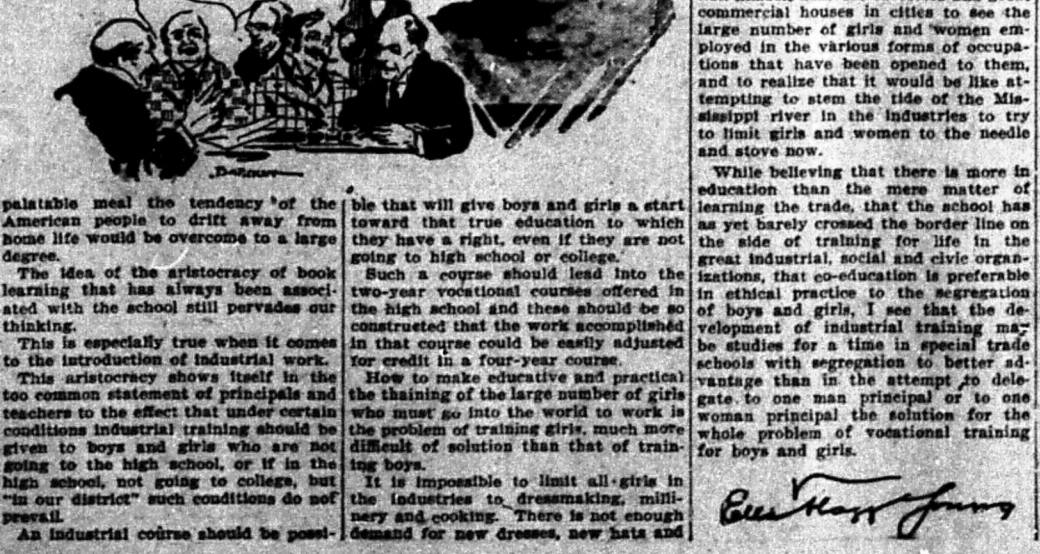 palatable meal the tendency of the
American people to drift away from
home life would be overcome to a large
degree.
The idea of the aristocracy of book
learning that has always been associ-
ated with the school still pervades our
thinking.
This is especially true when it comes
to the introduction of industrial work.
This aristocracy shows itself in the
too common statement of principals and
teachers to the effect that under certain
conditions industrial training should be
given to boys and girls who are not
going to the high school, or if in the
high school, not going to college, but
"in our district" such conditions do not
prevail.
An industrial course should be possi-
ble that will give boys and girls a start
toward that true education to which
they have a right, even if they are not
going to high school or college.
Such a course should lead into the
two-year vocational courses offered in
the high school and these should be so
constructed that the work accomplished
in that course could be easily adjusted
for credit in a four-year course.
How to make educative and practical
the thaining of the large number of girls
who must go into the world to work is
the problem of training girls, much more
difficult of solution than that of train-
ing boys.
It is impossible to limit all girls in
the industries to dressmaking, milli-
nery and cooking. There is not enough
demand for new dresses, new hats and
commercial houses in cities to see the
large number of girls and women em-
ployed in the various forms of occupa-
tions that have been opened to them,
and to realize that it would be like at-
tempting to stem the tide of the Mis-
sissippi river in the industries to try
to limit girls and women to the needle
and stove now.
While believing that there is more in
education than the mere matter of
learning the trade, that the school has
as yet barely crossed the border line on
the side of training for life in the
great industrial, social and civic organ-
izations, that co-education is preferable
in ethical practice to the segregation
of boys and girls, I see that the de-
velopment of industrial training may
be studies for a time in special trade
schools with segregation to better ad-
vantage than in the attempt to dele-
gate to one man principal or to one
woman principal the solution for the
whole problem of vocational training
for boys and girls.
Ella Flagg Young